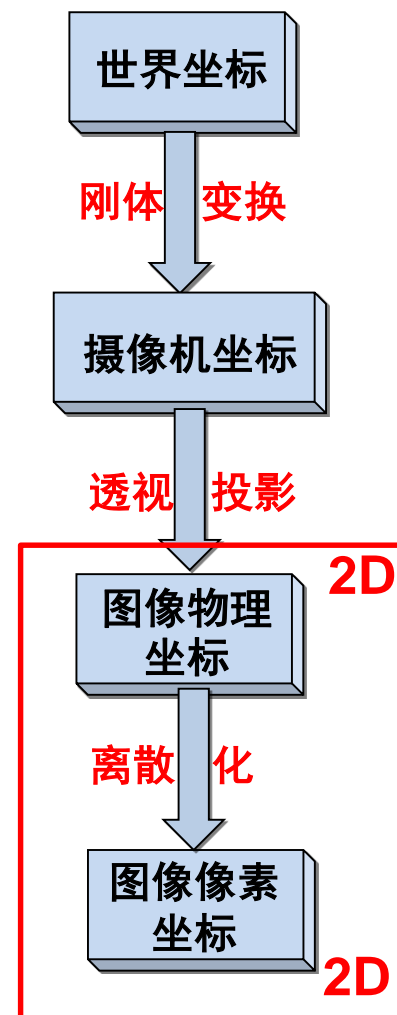 世界坐标
刚体 变换
摄像机坐标
透视 投影
2D
图像物理
坐标
离散 化
图像像素
坐标
2D